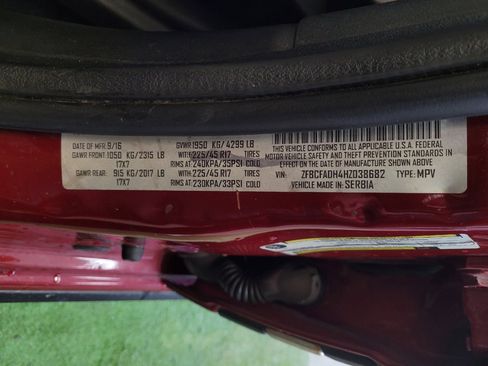 DATE OF MFR 9/16
GAWR FRONT 1050 KG/2315 LB
17X7
GAWR REAR: 915 KG/2017 LB
17X7
GVWR 1950 KG/4299 LB
WITH 225/45 R17 TIRES
RIMS AT 240KPA/35PSI COLD
WITH 225/45 R17 TIRES
RIMS AT 230KPA/33PSI COLD
THIS VEHICLE CONFORMS TO ALL APPLICABLE U.S.A. FEDERAL
MOTOR VEHICLE SAFETY BUMPER AND THEFT PREVENTION STANDARDS
IN EFFECT ON THE DATE OF MANUFACTURE SHOWN ABOVE
VIN: ZFBCFADH4HZ038682 TYPE: MPV
VEHICLE MADE IN SERBIA